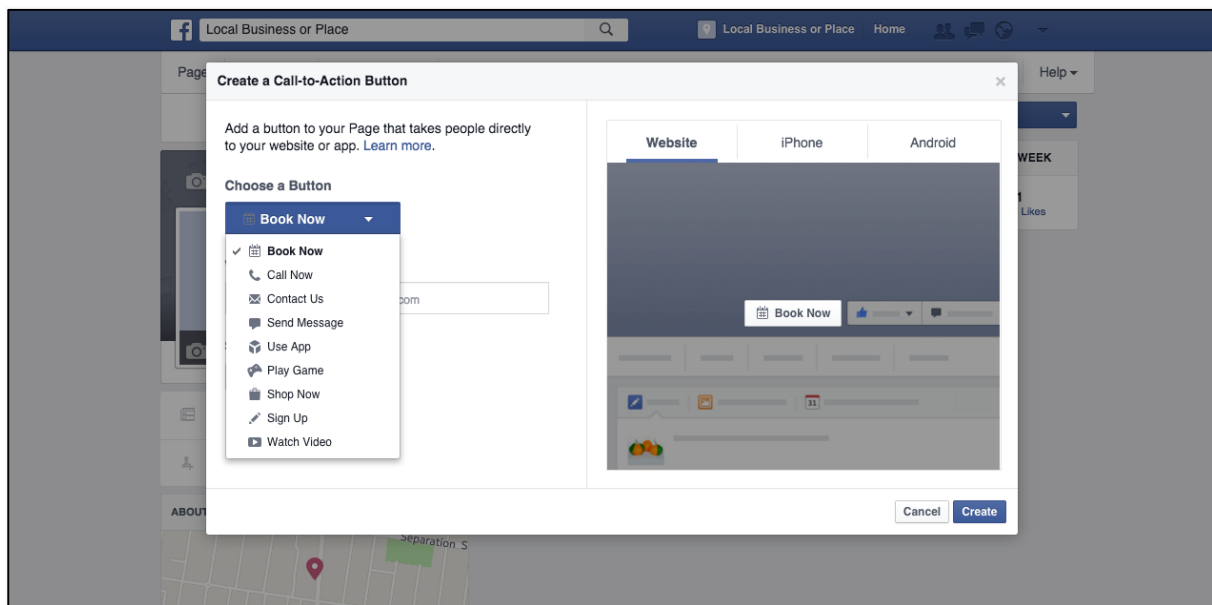 f
Local Business or Place
Local Business or Place Home
Page
Help
Create a Call-to-Action Button
×
Add a button to your Page that takes people directly
to your website or app. Learn more.
Choose a Button
Book Now
Book Now
Call Now
Contact Us
com
Send Message
Use App
Play Game
Shop Now
Sign Up
Watch Video
Website iPhone Android
Book Now
31
Cancel Create
WEEK
1
Likes
ABOUT
Separation S